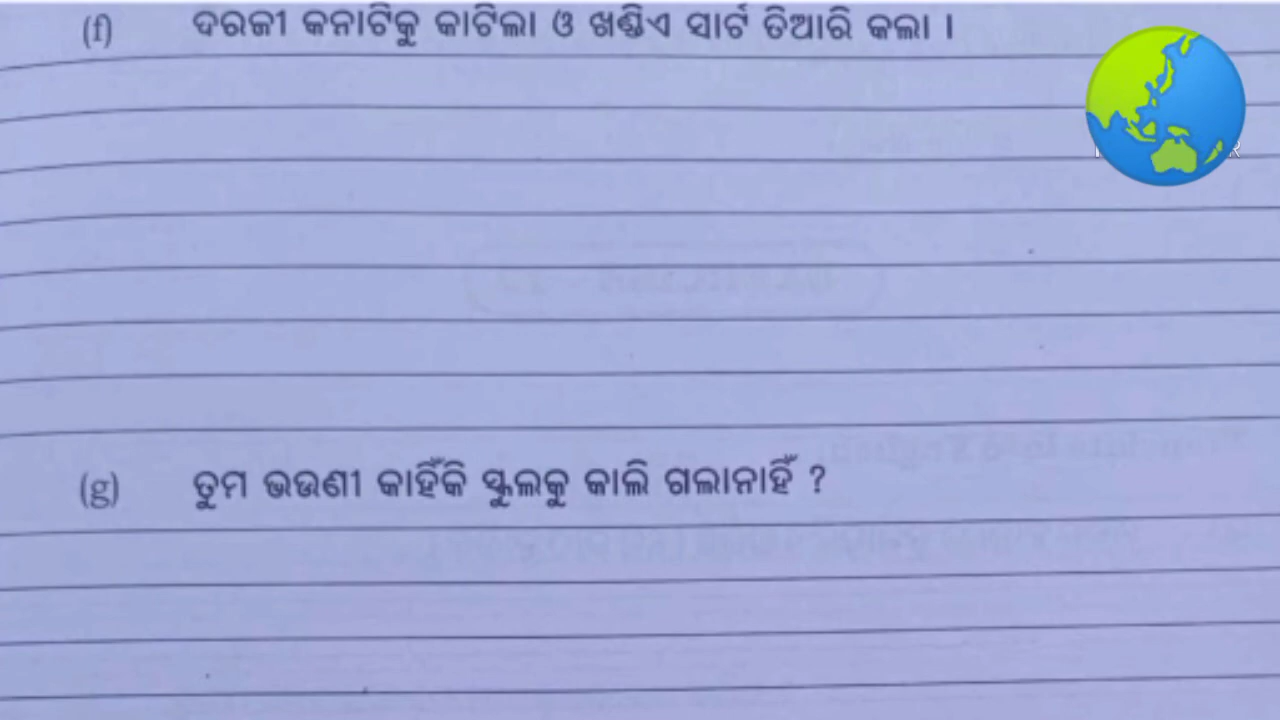 (f) ଦରଜୀ କନାଟିକୁ କାଟିଲା ଓ ଖଣ୍ଡିଏ ସାର୍ଟ ତିଆରି କଲା ।
(g) ତୁମ ଭଉଣୀ କାହିଁକି ସ୍କୁଲକୁ କାଲି ଗଲାନାହିଁ ?